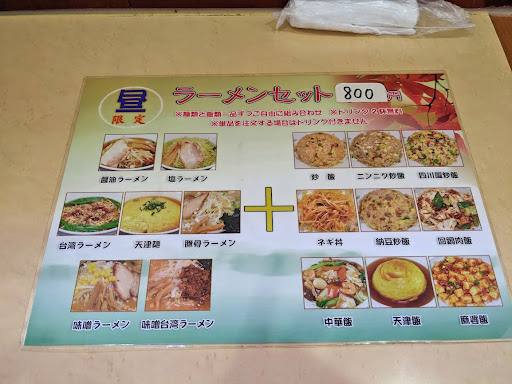 昼
限定
ラーメンセット 800 円
※麺類と飯類一品ずつご自由に組み合わせ ※ドリンク1杯無料
※単品を注文する場合はドリンク付きません
醤油ラーメン 塩ラーメン
炒飯 ニンニク炒飯 四川風炒飯
台湾ラーメン 天津麺 豚骨ラーメン
+
ネギ丼 納豆炒飯 回鍋肉飯
味噌ラーメン 味噌台湾ラーメン
中華飯 天津飯 麻婆飯